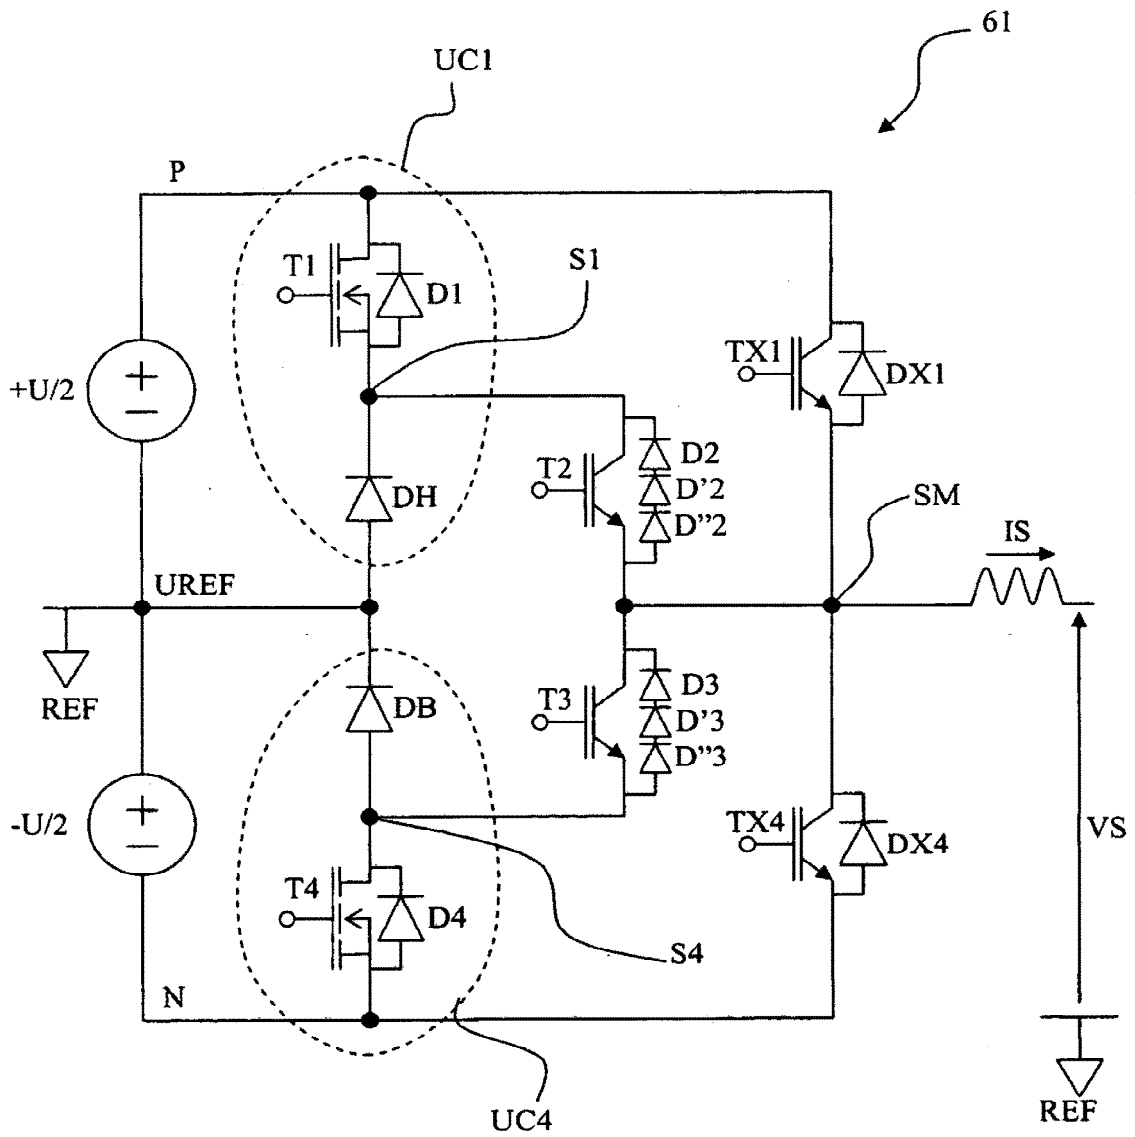 61
UC1
P
S1
T1
D1
TX1
DX1
+U/2
D2
T2
D'2
DH
D"2
SM
IS
UREF
REF
DB
T3
D3
D'3
D"3
-U/2
TX4
DX4
VS
T4
D4
S4
N
UC4
REF